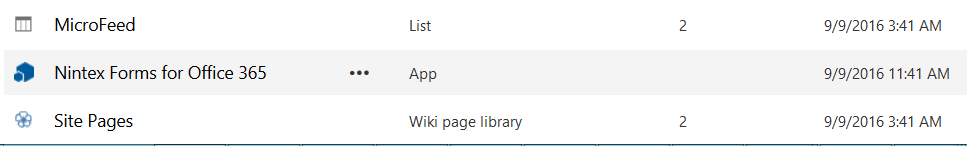 MicroFeed List 2 9/9/2016 3:41 AM
Nintex Forms for Office 365 ••• App 9/9/2016 11:41 AM
Site Pages Wiki page library 2 9/9/2016 3:41 AM